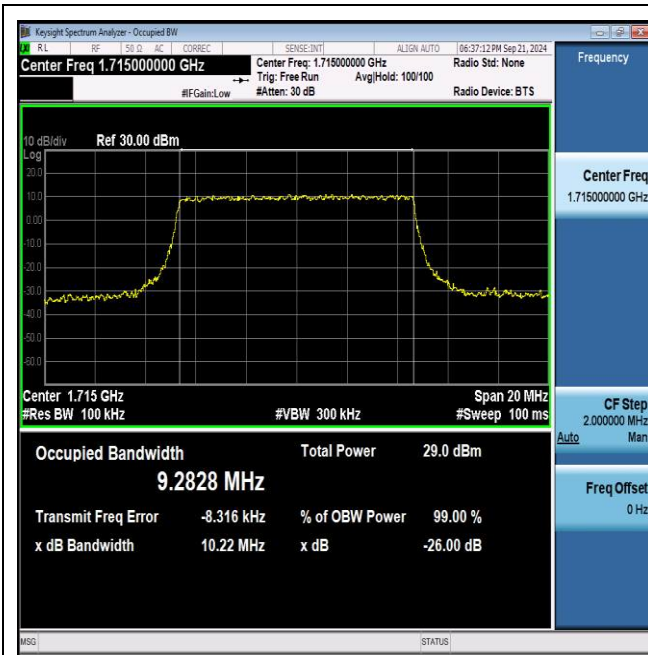 Keysight Spectrum Analyzer - Occupied BW
RL RF 50 Ω AC CORREC SENSE:INT ALIGN AUTO 06:37:12 PM Sep 21, 2024
Center Freq 1.715000000 GHz
Center Freq: 1.715000000 GHz Radio Std: None
Trig: Free Run Avg|Hold: 100/100
#IFGain:Low #Atten: 30 dB Radio Device: BTS
10 dB/div Ref 30.00 dBm
Log
20.0
10.0
0.00
-10.0
-20.0
-30.0
-40.0
-50.0
-60.0
Center 1.715 GHz Span 20 MHz
#Res BW 100 kHz #VBW 300 kHz #Sweep 100 ms
Occupied Bandwidth Total Power 29.0 dBm
9.2828 MHz
Transmit Freq Error -8.316 kHz % of OBW Power 99.00 %
x dB Bandwidth 10.22 MHz x dB -26.00 dB
MSG STATUS
Frequency
Center Freq
1.715000000 GHz
CF Step
2.000000 MHz
Auto Man
Freq Offset
0 Hz